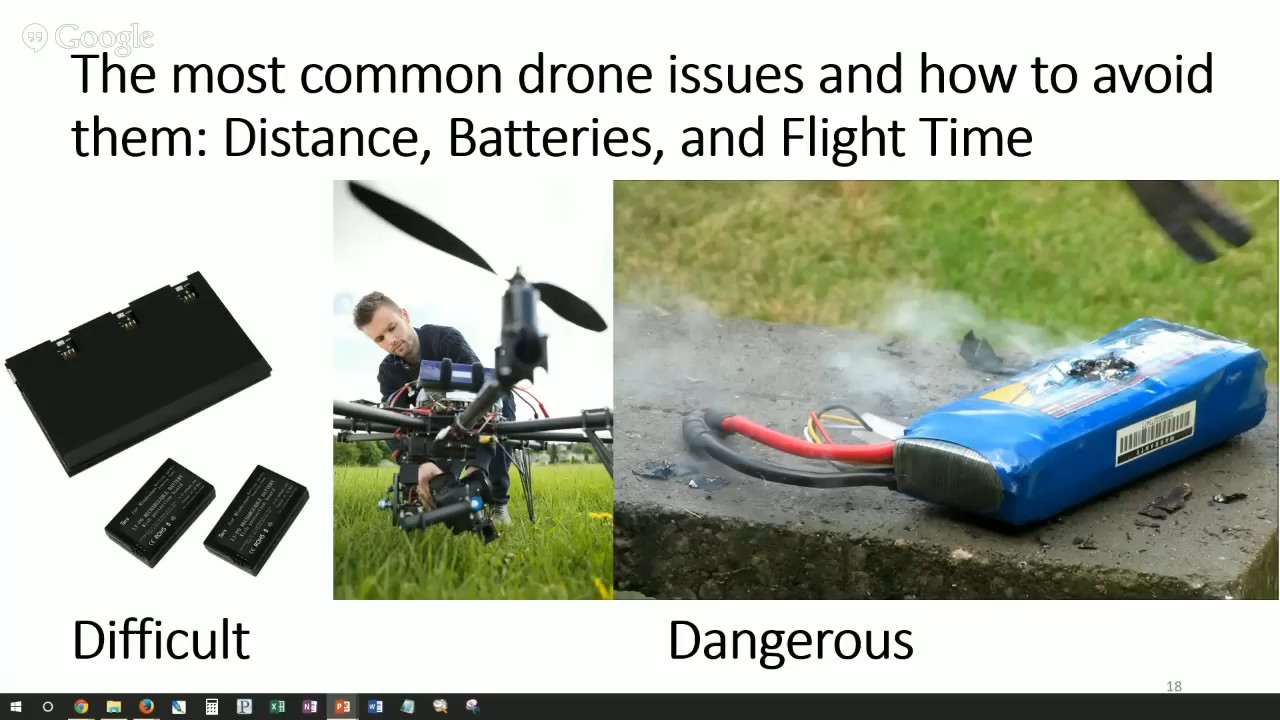 Google
The most common drone issues and how to avoid
them: Distance, Batteries, and Flight Time
Difficult
Dangerous
18